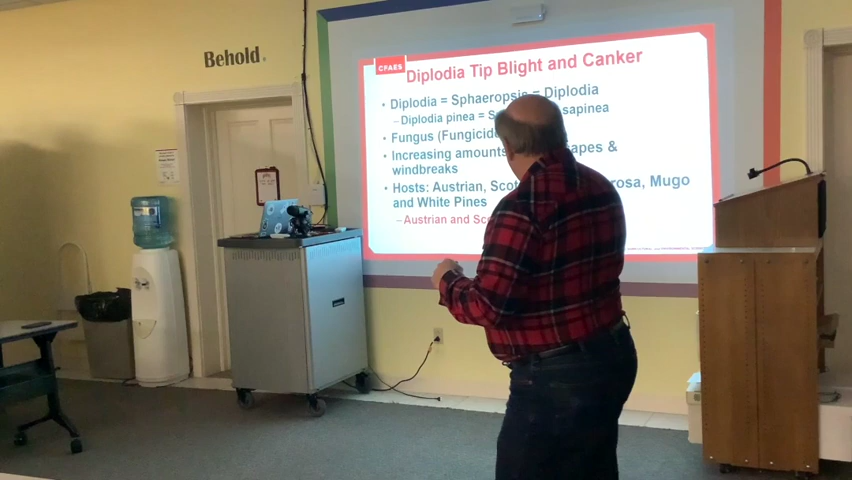 Behold.
CFAES
Diplodia Tip Blight and Canker
• Diplodia = Sphaeropsis = Diplodia
– Diplodia pinea = S sapinea
• Fungus (Fungicid
• Increasing amounts apes &
windbreaks
• Hosts: Austrian, Scot rosa, Mugo
and White Pines
– Austrian and Sc